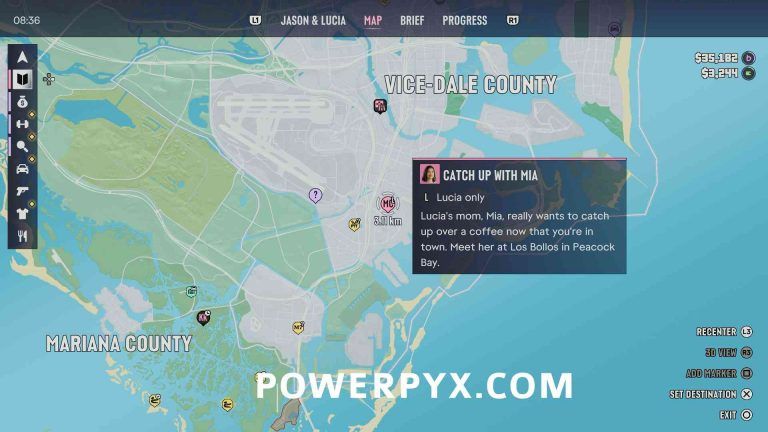 08:36
L1 JASON & LUCIA MAP BRIEF PROGRESS R1
$35,182
$3,244
VICE-DALE COUNTY
CATCH UP WITH MIA
L Lucia only
Lucia's mom, Mia, really wants to catch
up over a coffee now that you're in
town. Meet her at Los Bollos in Peacock
Bay.
?
3.11 km
MARIANA COUNTY
RECENTER L3
3D VIEW R3
ADD MARKER
SET DESTINATION
EXIT
POWERPYX.COM